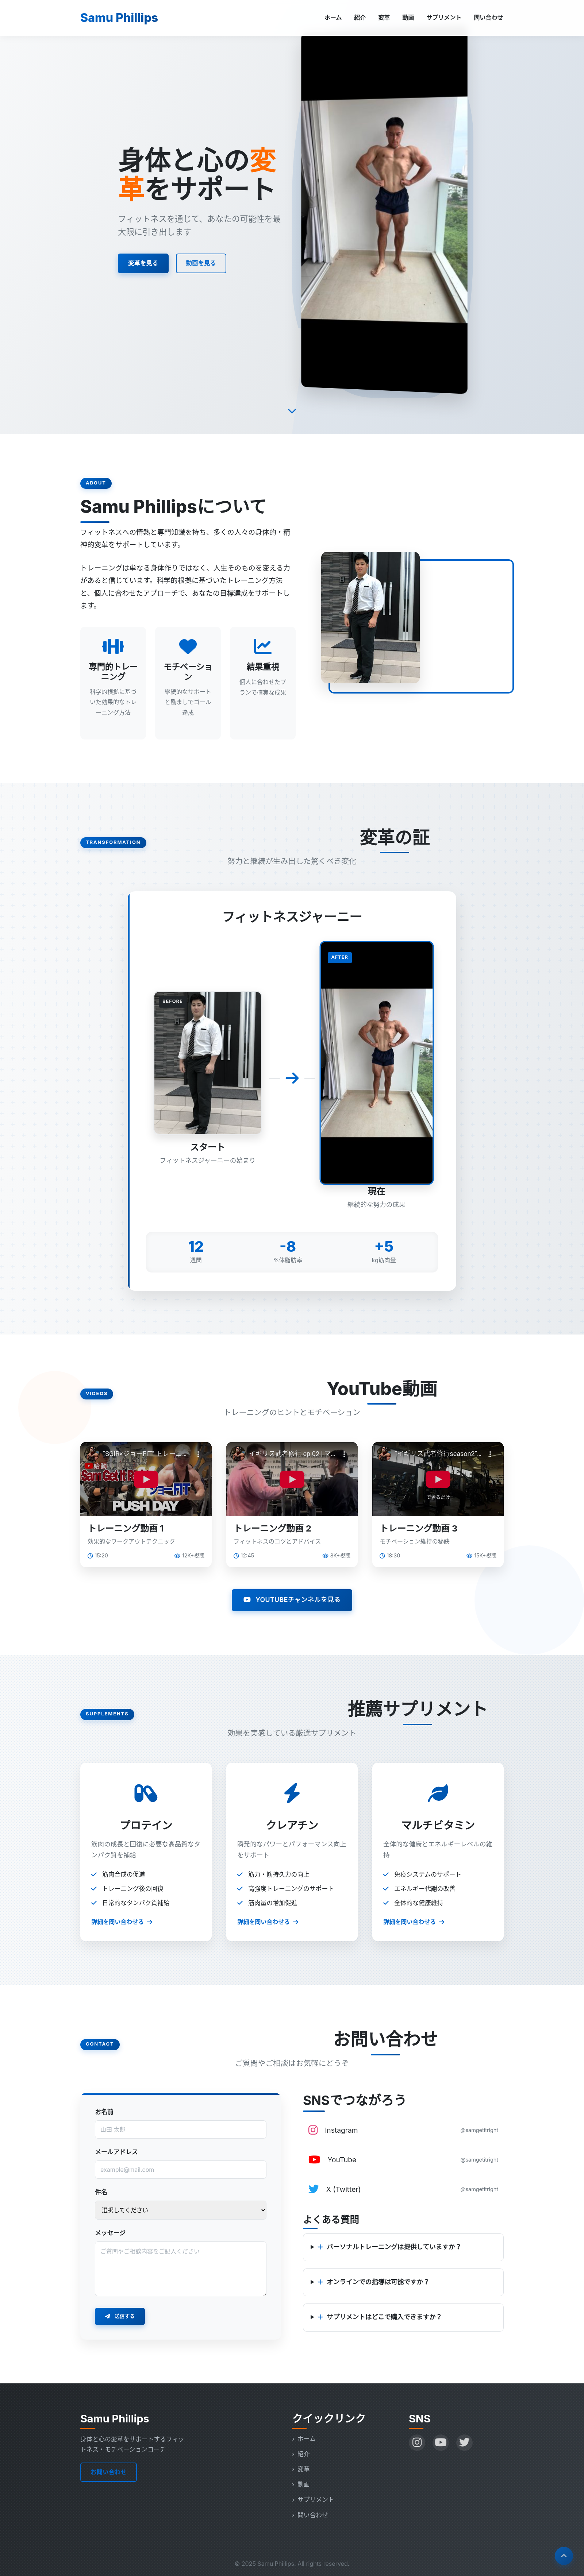 Samu Phillips
ホーム 紹介 変革 動画 サプリメント 問い合わせ
身体と心の変
革をサポート
フィットネスを通じて、あなたの可能性を最
大限に引き出します
変革を見る 動画を見る
ABOUT
Samu Phillipsについて
フィットネスへの情熱と専門知識を持ち、多くの人々の身体的・精
神的変革をサポートしています。
トレーニングは単なる身体作りではなく、人生そのものを変える力
があると信じています。科学的根拠に基づいたトレーニング方法
と、個人に合わせたアプローチで、あなたの目標達成をサポートし
ます。
専門的トレー
ニング
科学的根拠に基づ
いた効果的なトレ
ーニング方法
モチベーショ
ン
継続的なサポート
と励ましでゴール
達成
結果重視
個人に合わせたプ
ランで確実な成果
TRANSFORMATION
変革の証
努力と継続が生み出した驚くべき変化
フィットネスジャーニー
BEFORE
スタート
フィットネスジャーニーの始まり
AFTER
現在
継続的な努力の成果
12
週間
-8
%体脂肪率
+5
kg筋肉量
VIDEOS
YouTube動画
トレーニングのヒントとモチベーション
"SGIR×ジョーFIT" トレーニ...
Sam Get It R
PUSH DAY
トレーニング動画 1
効果的なワークアウトテクニック
15:20 12K+視聴
イギリス武者修行 ep.02 | マ...
トレーニング動画 2
フィットネスのコツとアドバイス
12:45 8K+視聴
"イギリス武者修行season2"...
できるだけ
トレーニング動画 3
モチベーション維持の秘訣
18:30 15K+視聴
YOUTUBEチャンネルを見る
SUPPLEMENTS
推薦サプリメント
効果を実感している厳選サプリメント
プロテイン
筋肉の成長と回復に必要な高品質なタ
ンパク質を補給
筋肉合成の促進
トレーニング後の回復
日常的なタンパク質補給
詳細を問い合わせる
クレアチン
瞬発的なパワーとパフォーマンス向上
をサポート
筋力・筋持久力の向上
高強度トレーニングのサポート
筋肉量の増加促進
詳細を問い合わせる
マルチビタミン
全体的な健康とエネルギーレベルの維
持
免疫システムのサポート
エネルギー代謝の改善
全体的な健康維持
詳細を問い合わせる
CONTACT
お問い合わせ
ご質問やご相談はお気軽にどうぞ
お名前
山田 太郎
メールアドレス
example@mail.com
件名
選択してください
メッセージ
ご質問やご相談内容をご記入ください
送信する
SNSでつながろう
Instagram @samgetitright
YouTube @samgetitright
X (Twitter) @samgetitright
よくある質問
パーソナルトレーニングは提供していますか？
オンラインでの指導は可能ですか？
サプリメントはどこで購入できますか？
Samu Phillips
身体と心の変革をサポートするフィッ
トネス・モチベーションコーチ
お問い合わせ
クイックリンク
› ホーム
› 紹介
› 変革
› 動画
› サプリメント
› 問い合わせ
SNS
© 2025 Samu Phillips. All rights reserved.